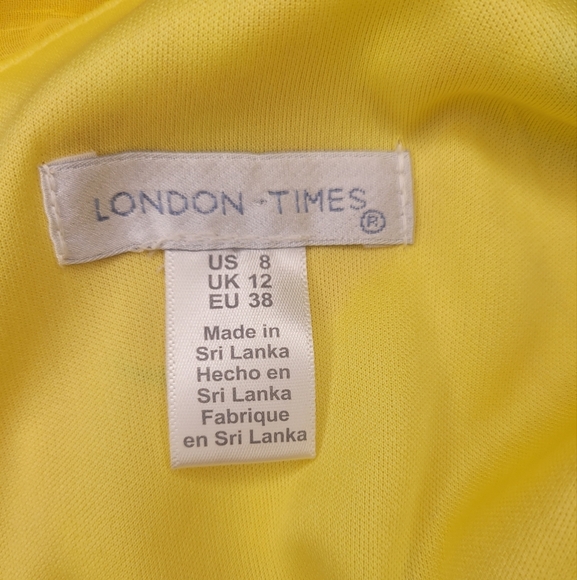 LONDON TIMES ®
US 8
UK 12
EU 38
Made in
Sri Lanka
Hecho en
Sri Lanka
Fabrique
en Sri Lanka